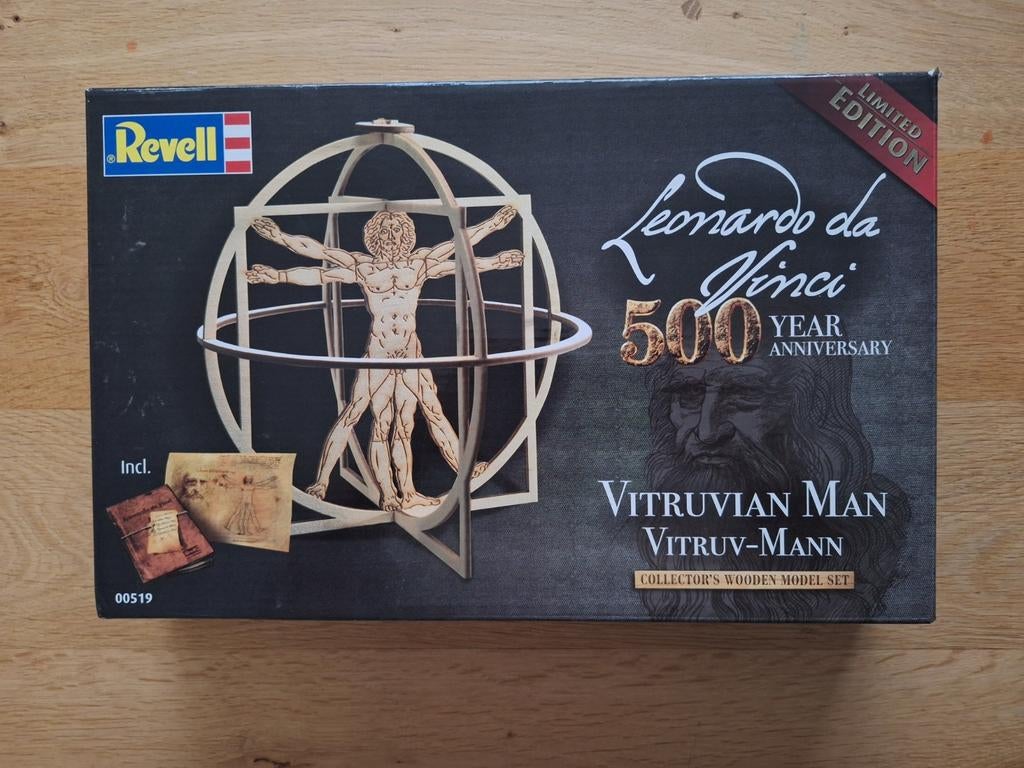 Revell
LIMITED
EDITION
Leonardo da
Vinci
500 YEAR
ANNIVERSARY
VITRUVIAN MAN
VITRUV-MANN
COLLECTOR'S WOODEN MODEL SET
Incl.
00519